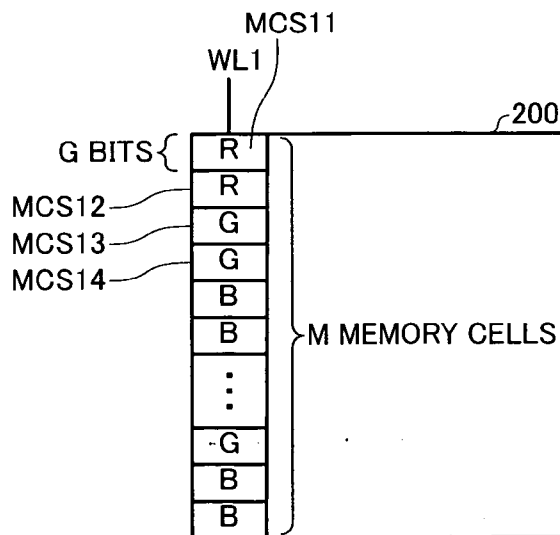 MCS11
WL1
200
G BITS
R
MCS12
R
MCS13
G
MCS14
G
B
B
M MEMORY CELLS
G
B
B